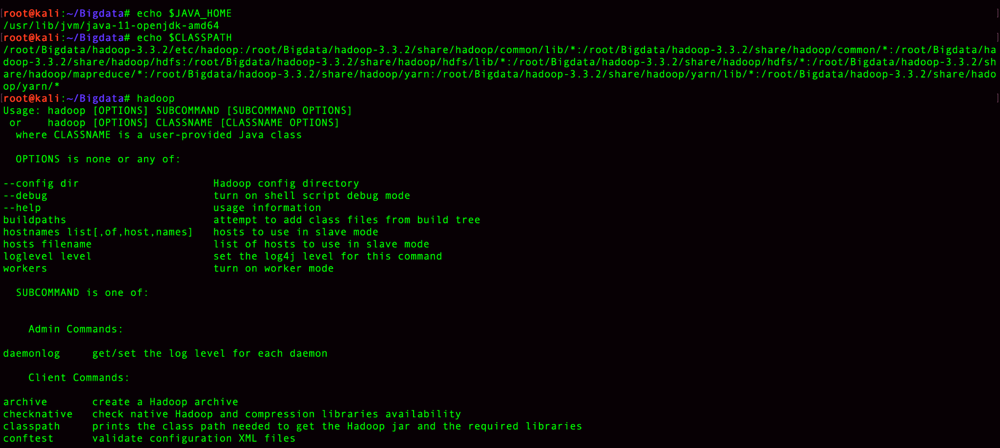 [root@kali:~/Bigdata# echo $JAVA_HOME ]
/usr/lib/jvm/java-11-openjdk-amd64
[root@kali:~/Bigdata# echo $CLASSPATH ]
/root/Bigdata/hadoop-3.3.2/etc/hadoop:/root/Bigdata/hadoop-3.3.2/share/hadoop/common/lib/*:/root/Bigdata/hadoop-3.3.2/share/hadoop/common/*:/root/Bigdata/ha
doop-3.3.2/share/hadoop/hdfs:/root/Bigdata/hadoop-3.3.2/share/hadoop/hdfs/lib/*:/root/Bigdata/hadoop-3.3.2/share/hadoop/hdfs/*:/root/Bigdata/hadoop-3.3.2/sh
are/hadoop/mapreduce/*:/root/Bigdata/hadoop-3.3.2/share/hadoop/yarn:/root/Bigdata/hadoop-3.3.2/share/hadoop/yarn/lib/*:/root/Bigdata/hadoop-3.3.2/share/hado
op/yarn/*
[root@kali:~/Bigdata# hadoop ]
Usage: hadoop [OPTIONS] SUBCOMMAND [SUBCOMMAND OPTIONS]
or hadoop [OPTIONS] CLASSNAME [CLASSNAME OPTIONS]
where CLASSNAME is a user-provided Java class
OPTIONS is none or any of:
--config dir Hadoop config directory
--debug turn on shell script debug mode
--help usage information
buildpaths attempt to add class files from build tree
hostnames list[,of,host,names] hosts to use in slave mode
hosts filename list of hosts to use in slave mode
loglevel level set the log4j level for this command
workers turn on worker mode
SUBCOMMAND is one of:
Admin Commands:
daemonlog get/set the log level for each daemon
Client Commands:
archive create a Hadoop archive
checknative check native Hadoop and compression libraries availability
classpath prints the class path needed to get the Hadoop jar and the required libraries
conftest validate configuration XML files